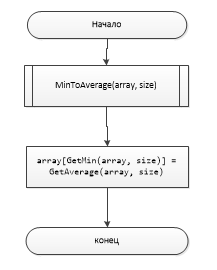 Начало
MinToAverage(array, size)
array[GetMin(array, size)] =
GetAverage(array, size)
конец